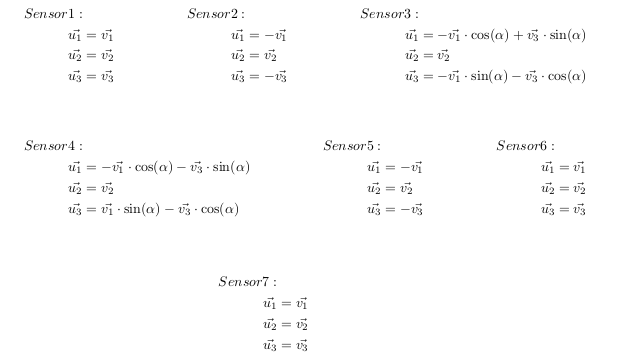 Sensor1 :
u⃗₁ = v⃗₁
u⃗₂ = v⃗₂
u⃗₃ = v⃗₃
Sensor2 :
u⃗₁ = −v⃗₁
u⃗₂ = v⃗₂
u⃗₃ = −v⃗₃
Sensor3 :
u⃗₁ = −v⃗₁ · cos(α) + v⃗₃ · sin(α)
u⃗₂ = v⃗₂
u⃗₃ = −v⃗₁ · sin(α) − v⃗₃ · cos(α)
Sensor4 :
u⃗₁ = −v⃗₁ · cos(α) − v⃗₃ · sin(α)
u⃗₂ = v⃗₂
u⃗₃ = v⃗₁ · sin(α) − v⃗₃ · cos(α)
Sensor5 :
u⃗₁ = −v⃗₁
u⃗₂ = v⃗₂
u⃗₃ = −v⃗₃
Sensor6 :
u⃗₁ = v⃗₁
u⃗₂ = v⃗₂
u⃗₃ = v⃗₃
Sensor7 :
u⃗₁ = v⃗₁
u⃗₂ = v⃗₂
u⃗₃ = v⃗₃